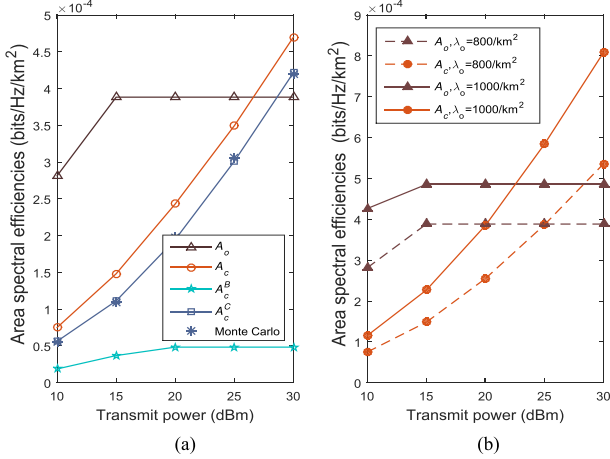 ×10⁻⁴
5
4.5
4
3.5
3
2.5
2
1.5
1
0.5
0
Area spectral efficiencies (bits/Hz/km²)
10 15 20 25 30
Transmit power (dBm)
A_o
A_c
A_c^B
A_c^C
Monte Carlo
(a)
×10⁻⁴
9
8
7
6
5
4
3
2
1
0
Area spectral efficiencies (bits/Hz/km²)
10 15 20 25 30
Transmit power (dBm)
A_o, λ_o=800/km²
A_c, λ_o=800/km²
A_o, λ_o=1000/km²
A_c, λ_o=1000/km²
(b)